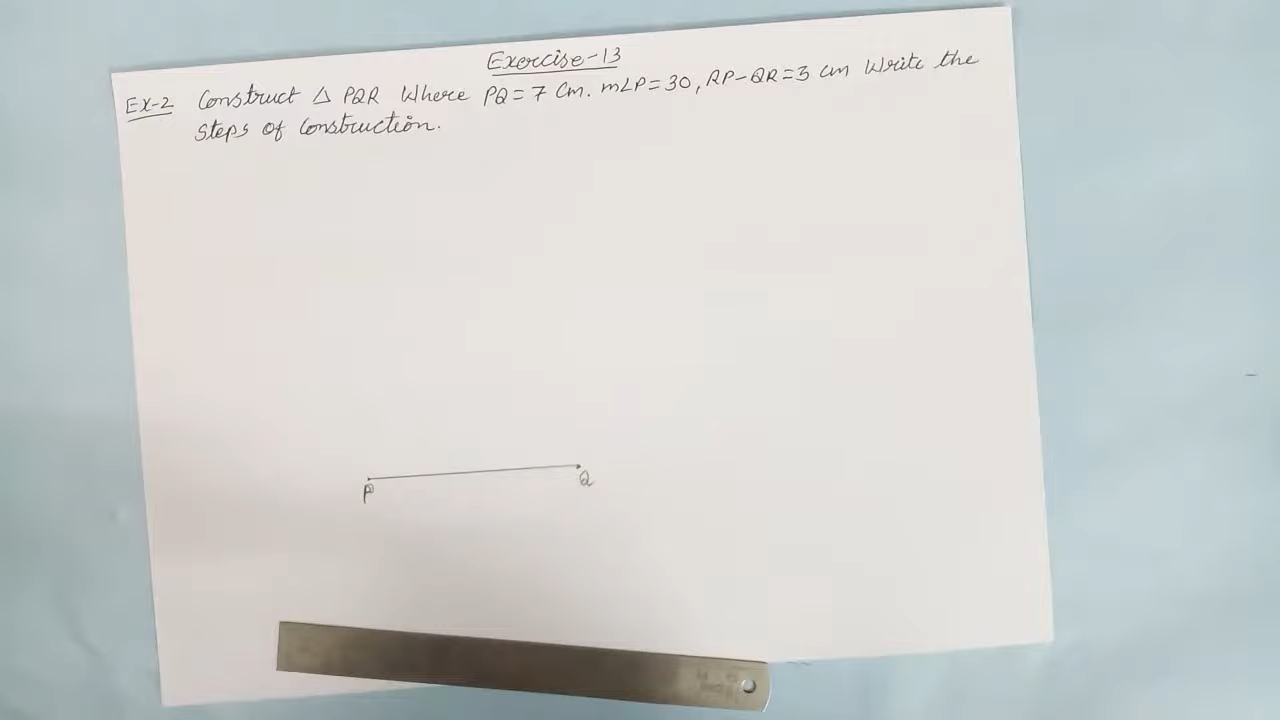 Exercise-13
Ex-2 Construct △ PQR Where PQ = 7 Cm. m∠P = 30, RP-QR = 3 cm Write the
steps of Construction.
P
Q